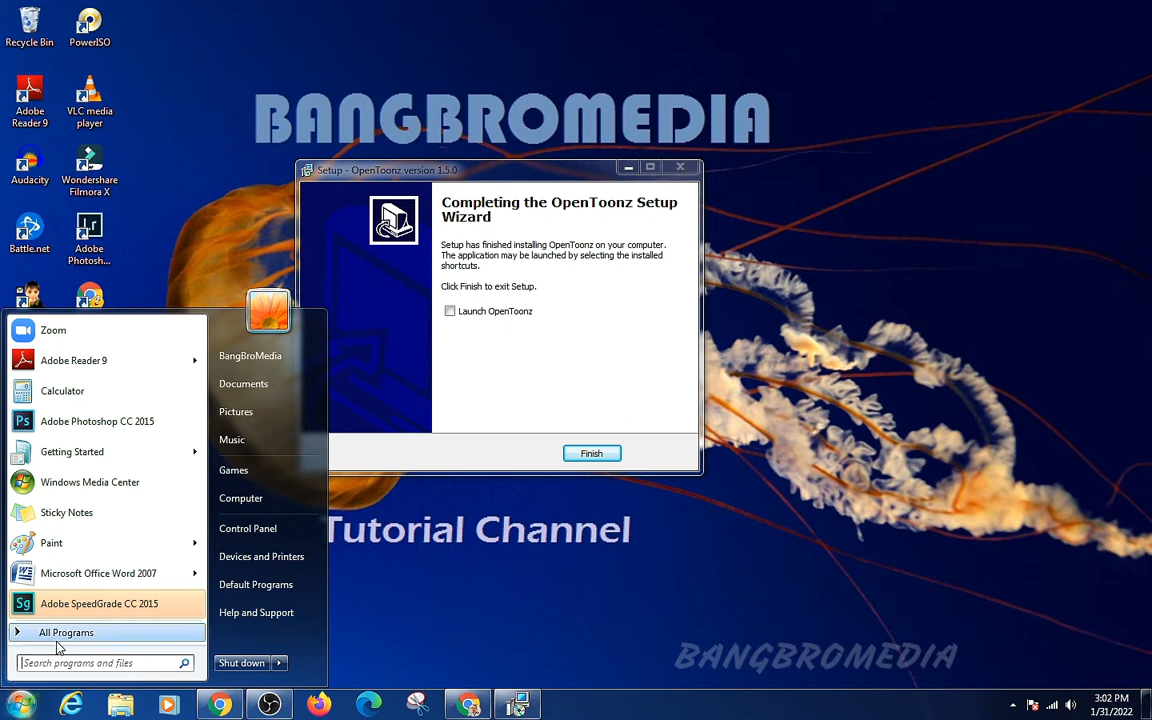 Recycle Bin
PowerISO
Adobe
Reader 9
VLC media
player
Audacity
Wondershare
Filmora X
Battle.net
Adobe
Photosh...
BANGBROMEDIA
Setup - OpenToonz version 1.5.0
Completing the OpenToonz Setup
Wizard
Setup has finished installing OpenToonz on your computer.
The application may be launched by selecting the installed
shortcuts.
Click Finish to exit Setup.
Launch OpenToonz
Finish
Tutorial Channel
BANGBROMEDIA
Zoom
Adobe Reader 9
Calculator
Adobe Photoshop CC 2015
Getting Started
Windows Media Center
Sticky Notes
Paint
Microsoft Office Word 2007
Adobe SpeedGrade CC 2015
All Programs
Search programs and files
BangBroMedia
Documents
Pictures
Music
Games
Computer
Control Panel
Devices and Printers
Default Programs
Help and Support
Shut down
3:02 PM
1/31/2022